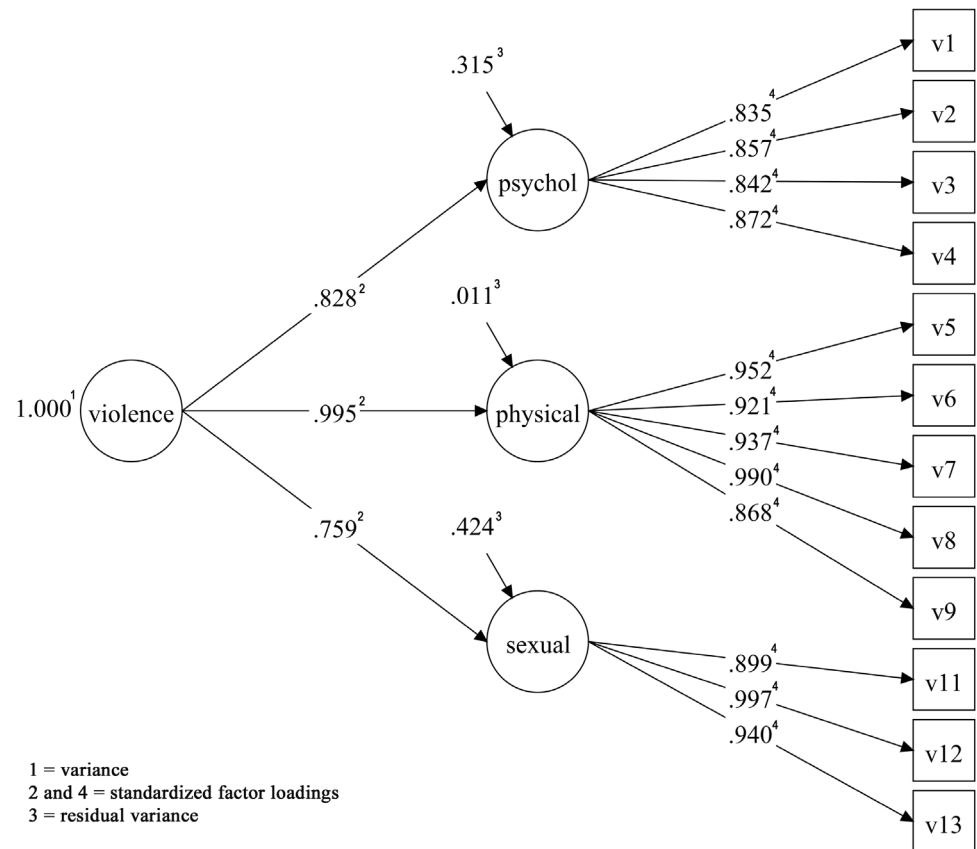 v1
.315³
.835⁴
v2
.857⁴
psychol
.842⁴
v3
.872⁴
v4
.828²
.011³
v5
.952⁴
v6
.921⁴
1.000¹
violence
.995²
physical
.937⁴
v7
.990⁴
.868⁴
.759²
.424³
v8
v9
sexual
.899⁴
v11
.997⁴
.940⁴
v12
1 = variance
2 and 4 = standardized factor loadings
3 = residual variance
v13